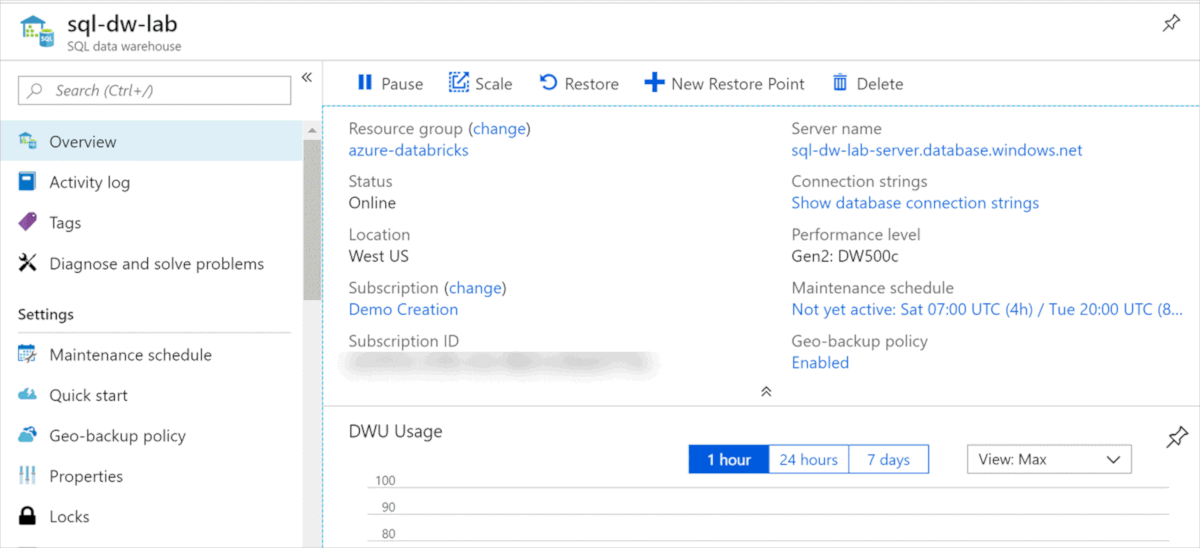 sql-dw-lab
SQL data warehouse
SQL
Search (Ctrl+/)
Overview
Activity log
Tags
Diagnose and solve problems
Settings
Maintenance schedule
Quick start
Geo-backup policy
Properties
Locks
Pause
Scale
Restore
New Restore Point
Delete
Resource group (change)
azure-databricks
Status
Online
Location
West US
Subscription (change)
Demo Creation
Subscription ID
Server name
sql-dw-lab-server.database.windows.net
Connection strings
Show database connection strings
Performance level
Gen2: DW500c
Maintenance schedule
Not yet active: Sat 07:00 UTC (4h) / Tue 20:00 UTC (8...
Geo-backup policy
Enabled
DWU Usage
1 hour
24 hours
7 days
View: Max
100
90
80